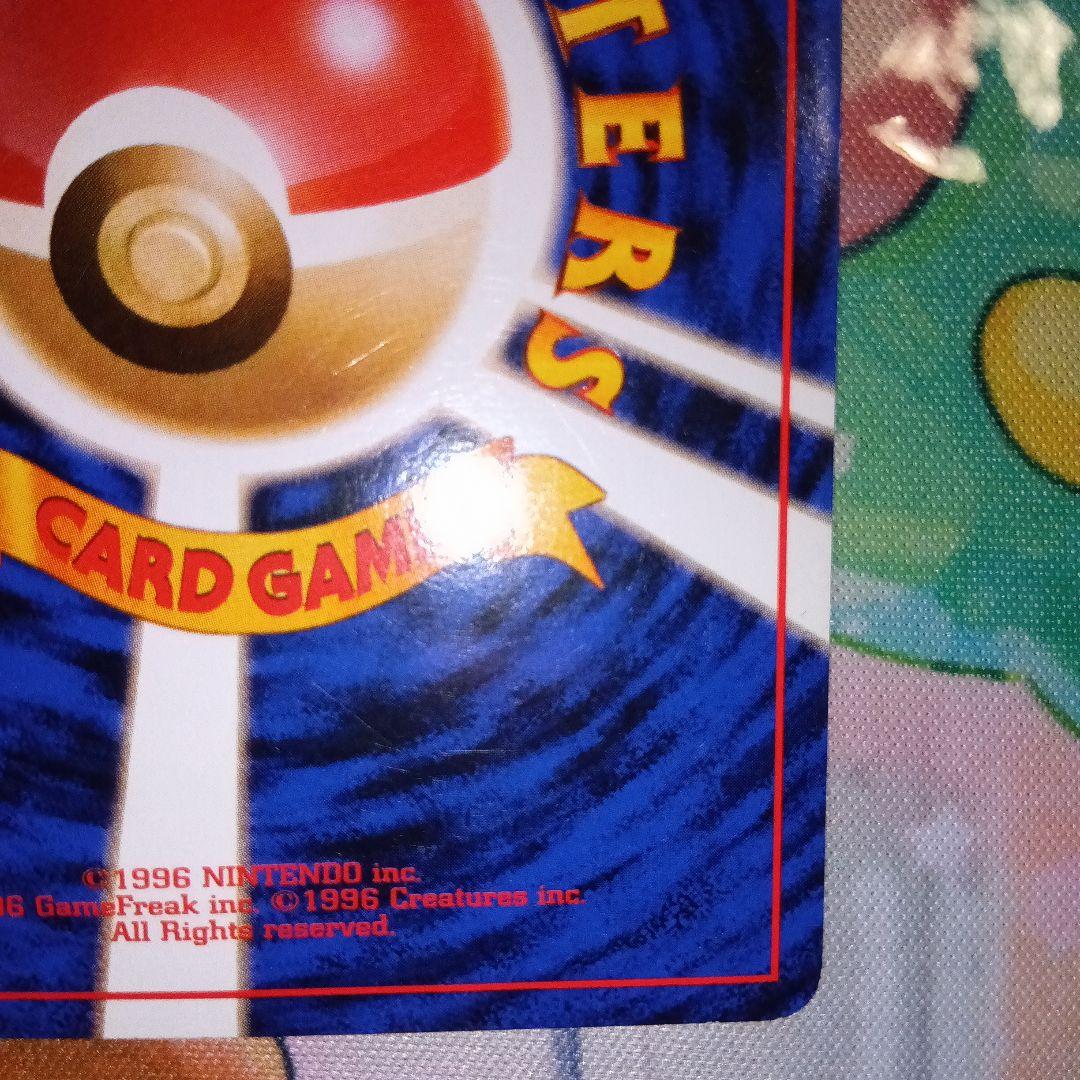 TERS
CARD GAM
©1996 NINTENDO inc.
96 GameFreak inc. ©1996 Creatures inc.
All Rights reserved.